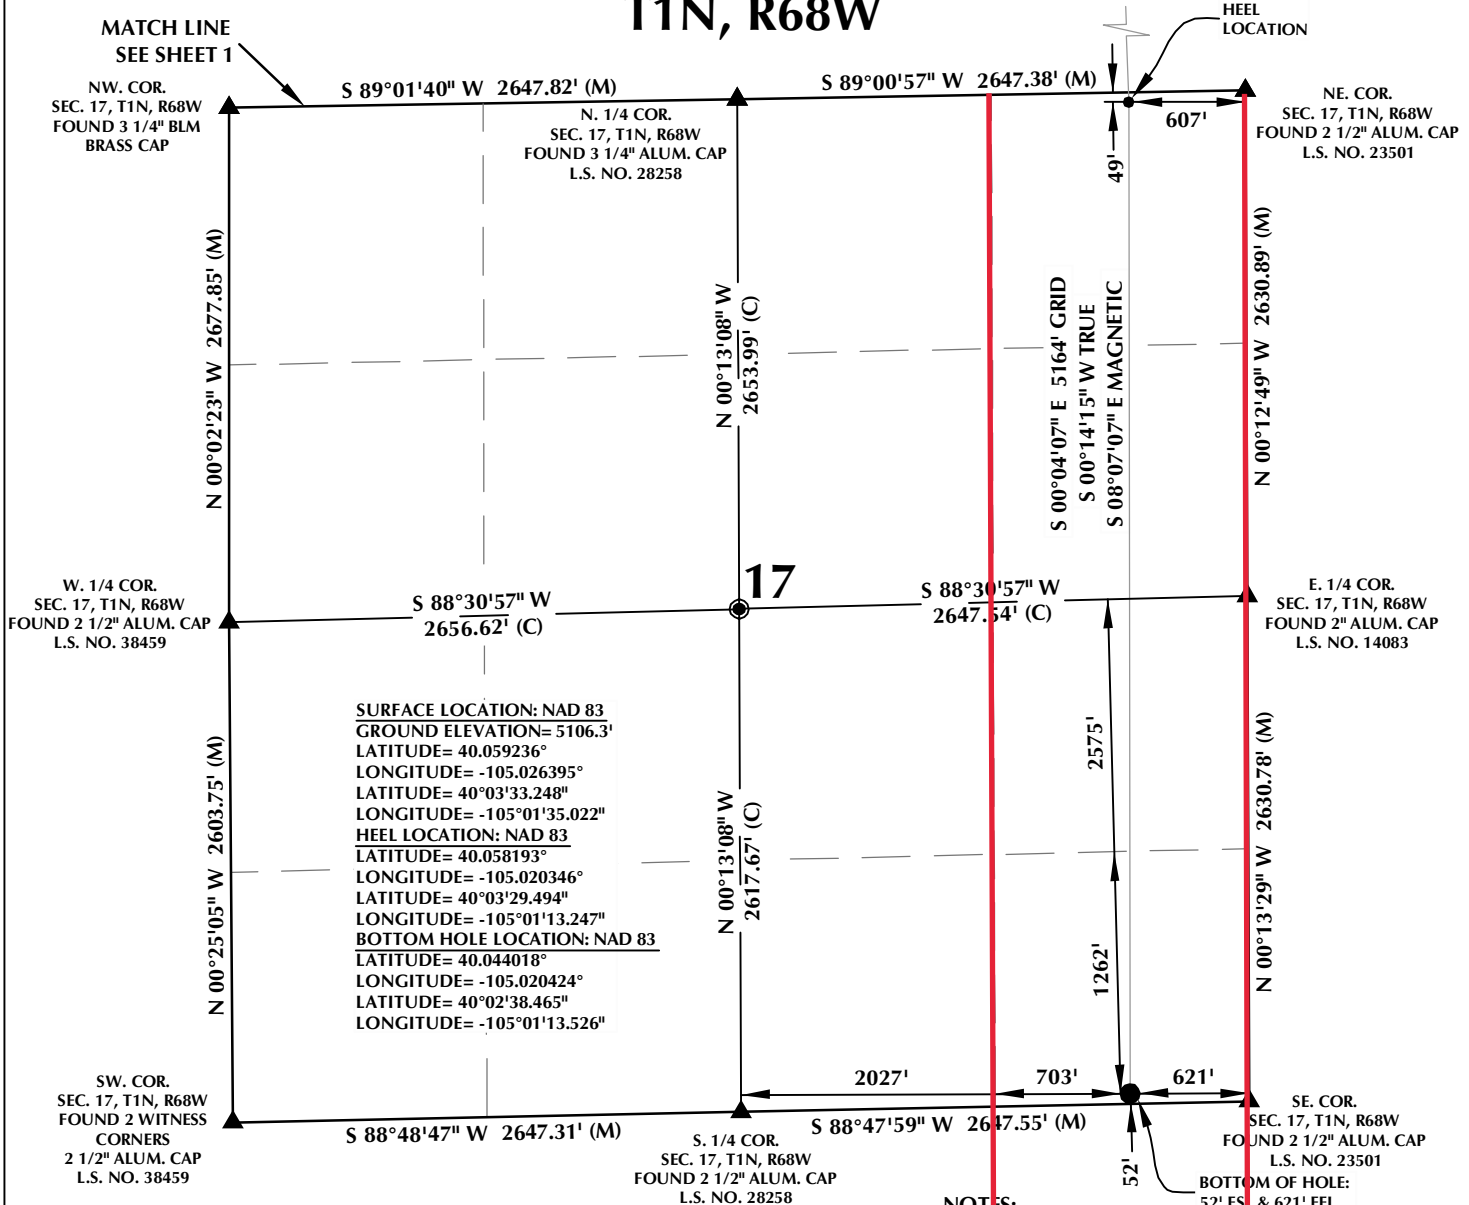 T1N, R68W
HEEL
LOCATION
MATCH LINE
SEE SHEET 1
NW. COR.
SEC. 17, T1N, R68W
FOUND 3 1/4" BLM
BRASS CAP
S 89°01'40" W 2647.82' (M)
N. 1/4 COR.
SEC. 17, T1N, R68W
FOUND 3 1/4" ALUM. CAP
L.S. NO. 28258
S 89°00'57" W 2647.38' (M)
607'
49'
NE. COR.
SEC. 17, T1N, R68W
FOUND 2 1/2" ALUM. CAP
L.S. NO. 23501
N 00°02'23" W 2677.85' (M)
N 00°13'08" W
2653.99' (C)
S 00°04'07" E 5164' GRID
S 00°14'15" W TRUE
S 08°07'07" E MAGNETIC
N 00°12'49" W 2630.89' (M)
W. 1/4 COR.
SEC. 17, T1N, R68W
FOUND 2 1/2" ALUM. CAP
L.S. NO. 38459
S 88°30'57" W
2656.62' (C)
17
S 88°30'57" W
2647.54' (C)
E. 1/4 COR.
SEC. 17, T1N, R68W
FOUND 2" ALUM. CAP
L.S. NO. 14083
SURFACE LOCATION: NAD 83
GROUND ELEVATION= 5106.3'
LATITUDE= 40.059236°
LONGITUDE= -105.026395°
LATITUDE= 40°03'33.248"
LONGITUDE= -105°01'35.022"
HEEL LOCATION: NAD 83
LATITUDE= 40.058193°
LONGITUDE= -105.020346°
LATITUDE= 40°03'29.494"
LONGITUDE= -105°01'13.247"
BOTTOM HOLE LOCATION: NAD 83
LATITUDE= 40.044018°
LONGITUDE= -105.020424°
LATITUDE= 40°02'38.465"
LONGITUDE= -105°01'13.526"
N 00°25'05" W 2603.75' (M)
N 00°13'08" W
2617.67' (C)
2575'
1262'
N 00°13'29" W 2630.78' (M)
SW. COR.
SEC. 17, T1N, R68W
FOUND 2 WITNESS
CORNERS
2 1/2" ALUM. CAP
L.S. NO. 38459
S 88°48'47" W 2647.31' (M)
2027'
703'
621'
S 88°47'59" W 2647.55' (M)
S. 1/4 COR.
SEC. 17, T1N, R68W
FOUND 2 1/2" ALUM. CAP
L.S. NO. 28258
52'
SE. COR.
SEC. 17, T1N, R68W
FOUND 2 1/2" ALUM. CAP
L.S. NO. 23501
BOTTOM OF HOLE:
52' FSL & 621' FEL
NOTES: